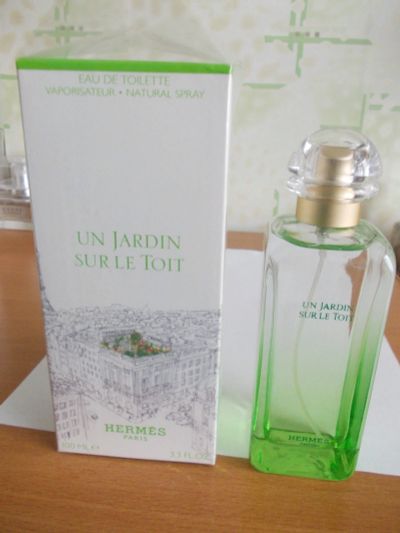 EAU DE TOILETTE
VAPORISATEUR • NATURAL SPRAY
UN JARDIN
SUR LE TOIT
HERMÈS
PARIS
100 ML e
3.3 FL.OZ
UN JARDIN
SUR LE TOIT
HERMÈS